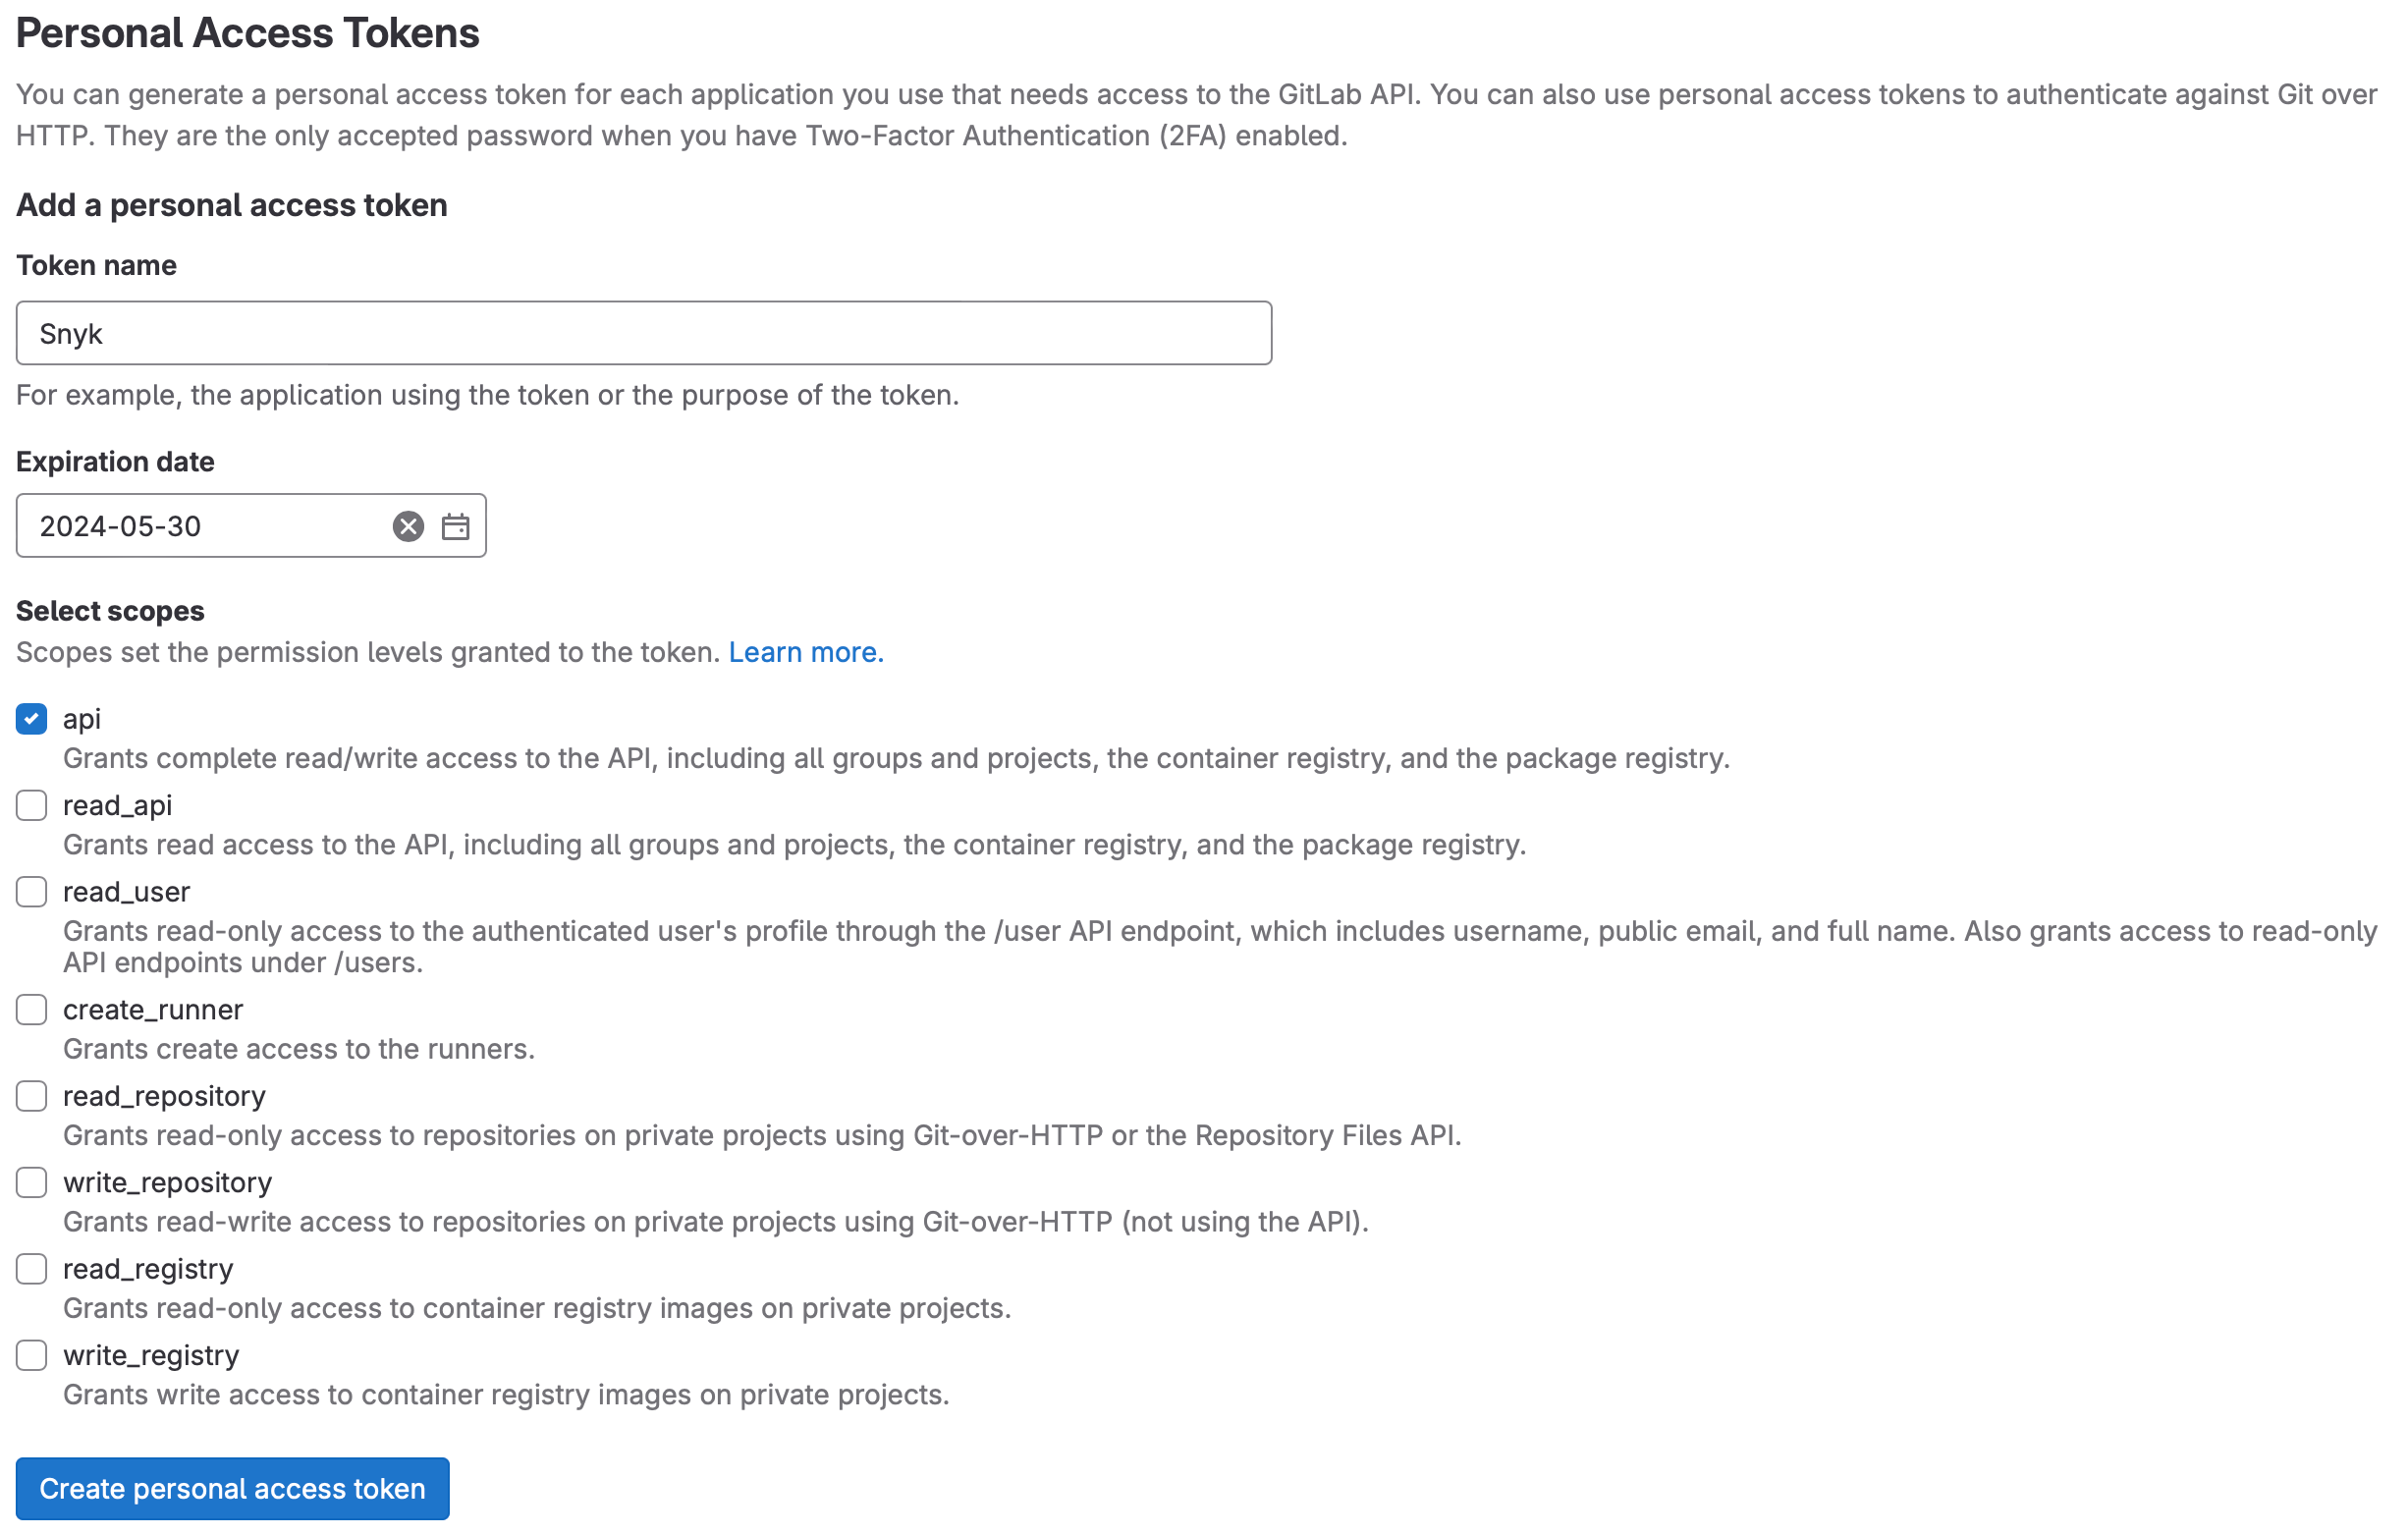 Personal Access Tokens
You can generate a personal access token for each application you use that needs access to the GitLab API. You can also use personal access tokens to authenticate against Git over
HTTP. They are the only accepted password when you have Two-Factor Authentication (2FA) enabled.
Add a personal access token
Token name
Snyk
For example, the application using the token or the purpose of the token.
Expiration date
2024-05-30
Select scopes
Scopes set the permission levels granted to the token. Learn more.
api
Grants complete read/write access to the API, including all groups and projects, the container registry, and the package registry.
read_api
Grants read access to the API, including all groups and projects, the container registry, and the package registry.
read_user
Grants read-only access to the authenticated user's profile through the /user API endpoint, which includes username, public email, and full name. Also grants access to read-only
API endpoints under /users.
create_runner
Grants create access to the runners.
read_repository
Grants read-only access to repositories on private projects using Git-over-HTTP or the Repository Files API.
write_repository
Grants read-write access to repositories on private projects using Git-over-HTTP (not using the API).
read_registry
Grants read-only access to container registry images on private projects.
write_registry
Grants write access to container registry images on private projects.
Create personal access token